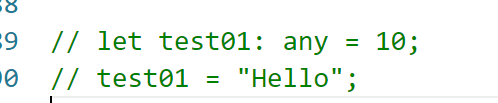 // let test01: any = 10;
// test01 = "Hello";